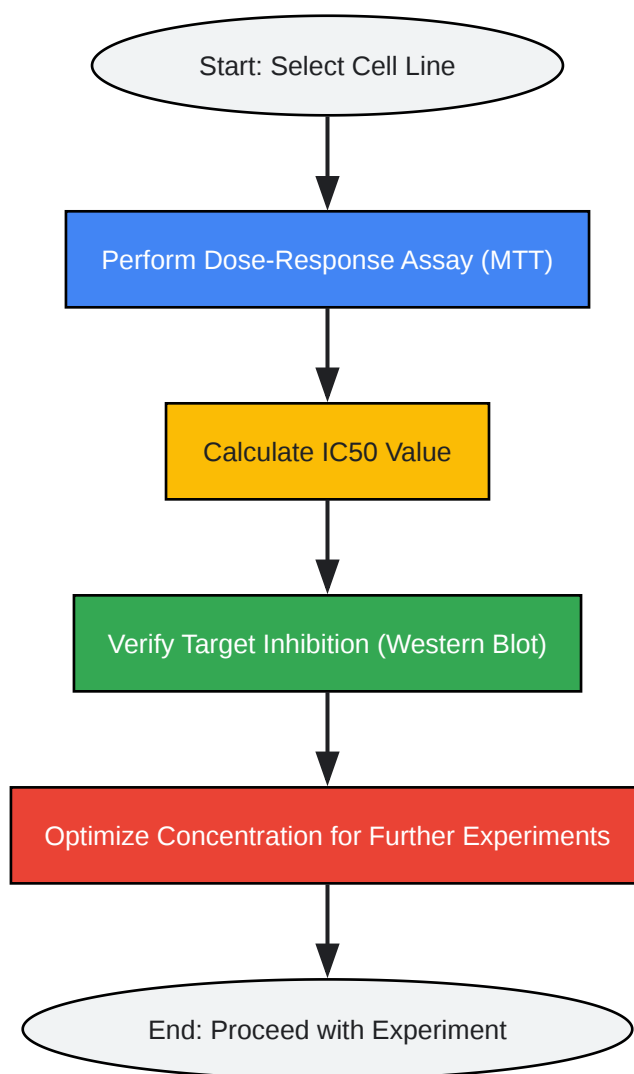 Start: Select Cell Line
Perform Dose-Response Assay (MTT)
Calculate IC50 Value
Verify Target Inhibition (Western Blot)
Optimize Concentration for Further Experiments
End: Proceed with Experiment